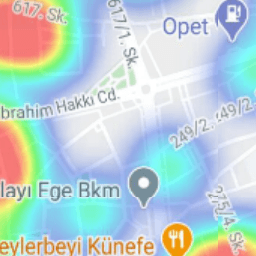 617. Sk.
617/1. Sk.
Opet
brahim Hakkı Cd.
249/2.
249/2.
layı Ege Bkm
275/4. Sk.
eylerbeyi Künefe